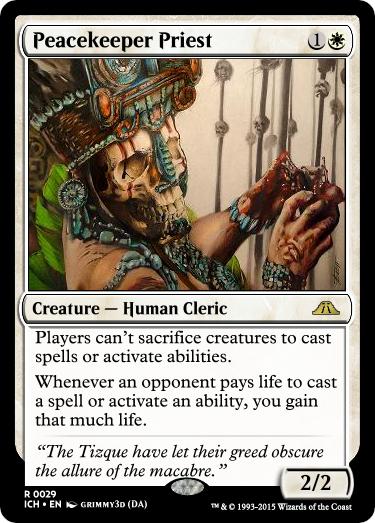 Peacekeeper Priest 1
Creature — Human Cleric
Players can't sacrifice creatures to cast
spells or activate abilities.
Whenever an opponent pays life to cast
a spell or activate an ability, you gain
that much life.
“The Tizque have let their greed obscure
the allure of the macabre.”
2/2
R 0029
ICH • EN GRIMMY3D (DA)
™ & © 1993-2015 Wizards of the Coast